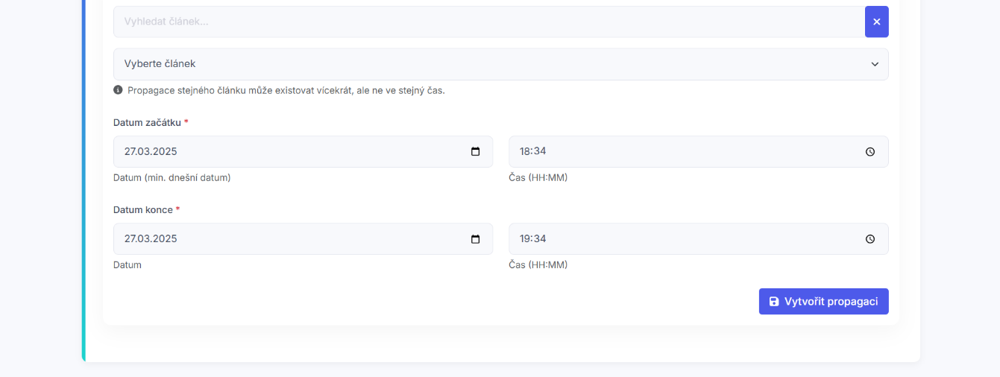 Vyhledat článek...
Vyberte článek
Propagace stejného článku může existovat vícekrát, ale ne ve stejný čas.
Datum začátku *
27.03.2025 18:34
Datum (min. dnešní datum) Čas (HH:MM)
Datum konce *
27.03.2025 19:34
Datum Čas (HH:MM)
Vytvořit propagaci